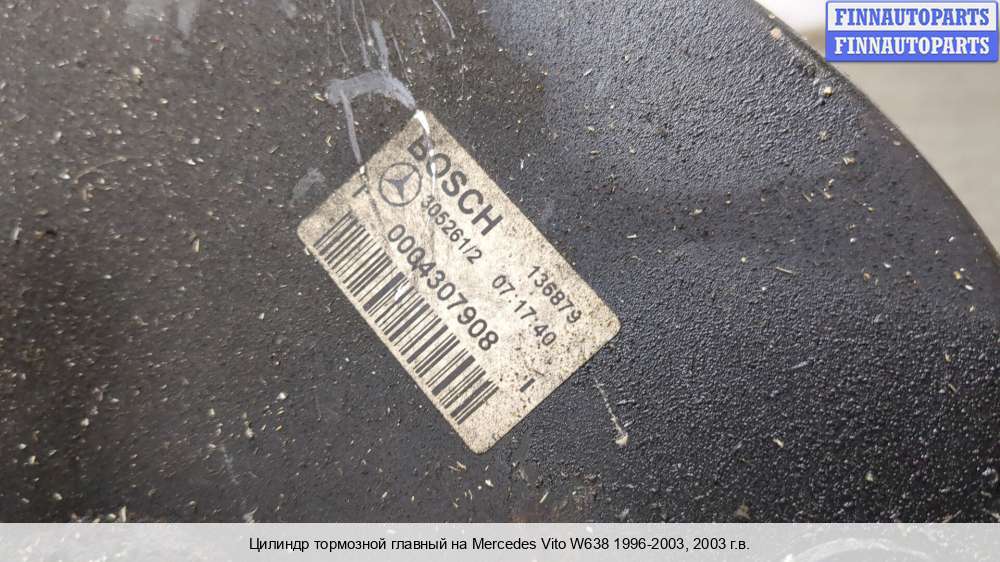 FINNAUTOPARTS
FINNAUTOPARTS
BOSCH
305261/2
136879
0004307908
07:17:40
Цилиндр тормозной главный на Mercedes Vito W638 1996-2003, 2003 г.в.